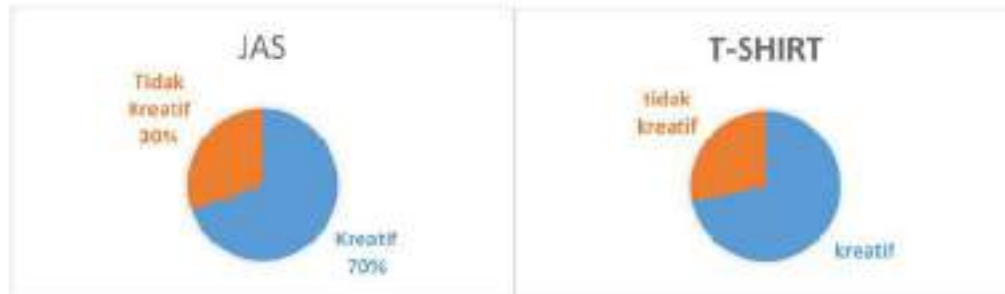 JAS
Tidak
Kreatif
30%
Kreatif
70%
T-SHIRT
tidak
kreatif
kreatif